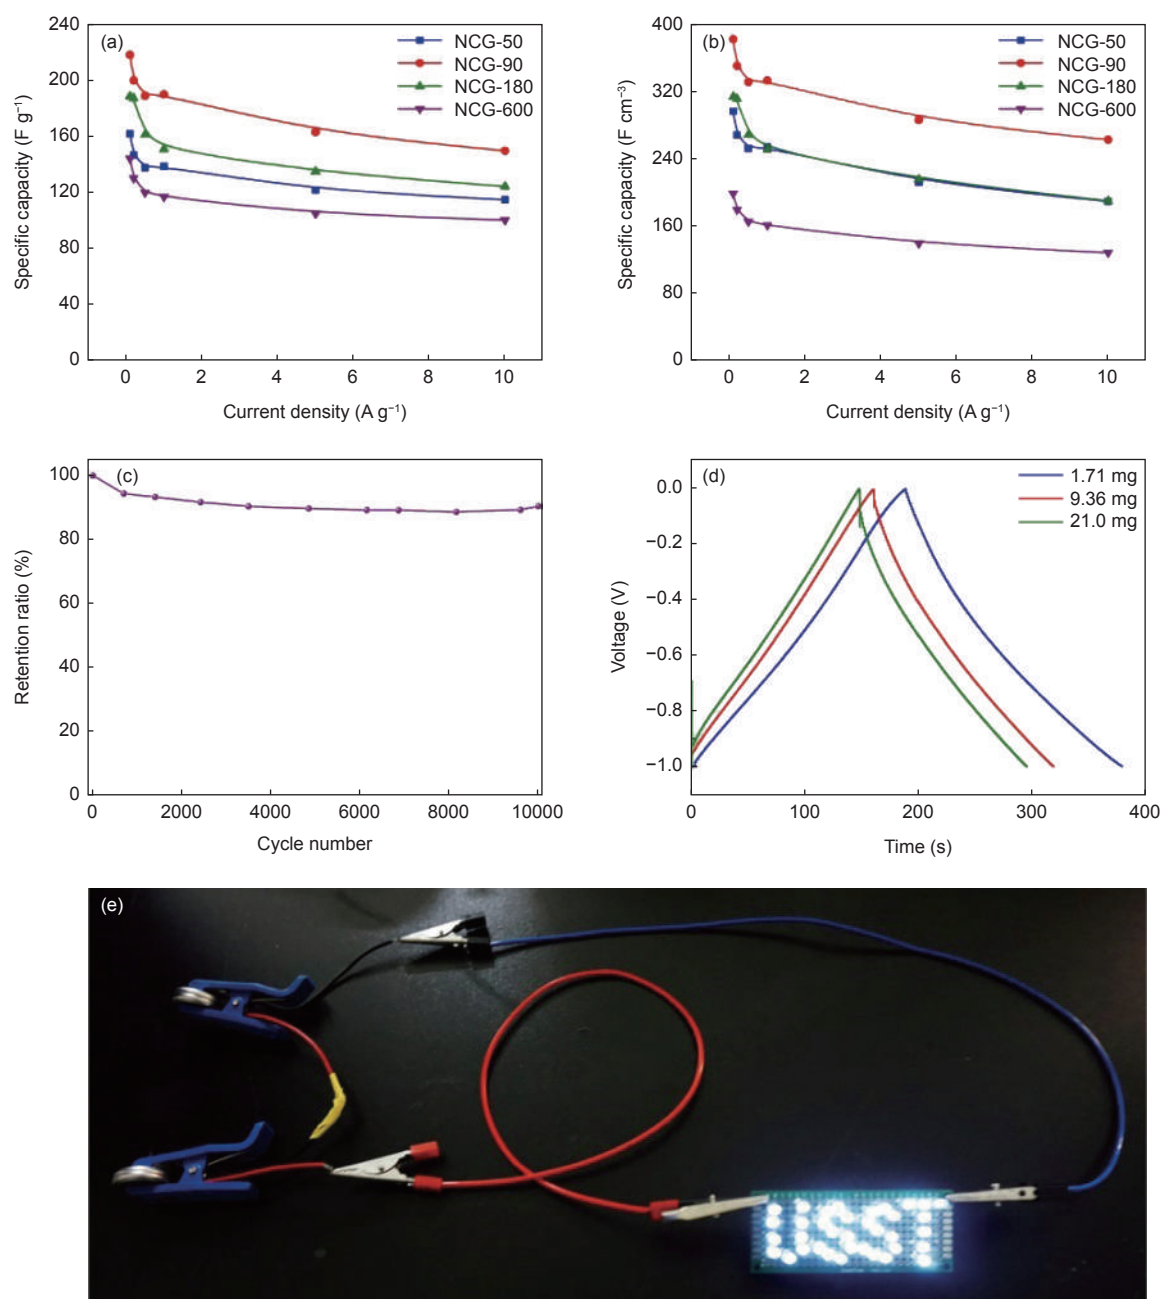 (a)
NCG-50
NCG-90
NCG-180
NCG-600
240
200
160
120
80
40
0
Specific capacity (F g⁻¹)
0 2 4 6 8 10
Current density (A g⁻¹)
(b)
NCG-50
NCG-90
NCG-180
NCG-600
400
320
240
160
80
0
Specific capacity (F cm⁻³)
0 2 4 6 8 10
Current density (A g⁻¹)
(c)
100
80
60
40
20
0
Retention ratio (%)
0 2000 4000 6000 8000 10000
Cycle number
(d)
1.71 mg
9.36 mg
21.0 mg
0.0
−0.2
−0.4
−0.6
−0.8
−1.0
Voltage (V)
0 100 200 300 400
Time (s)
(e)
USST